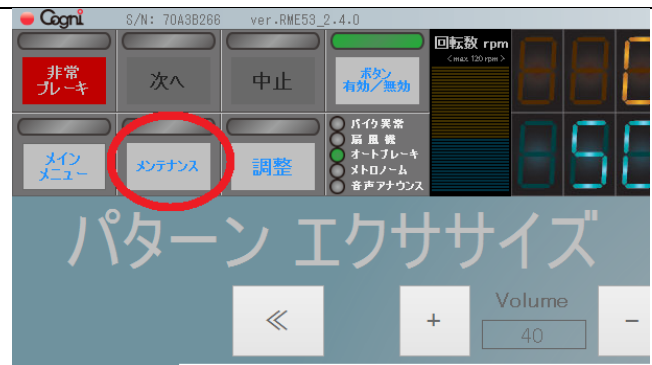 Cogni S/N: 70A3B266 ver.RME53_2.4.0
非常
ブレーキ
次へ
中止
ボタン
有効／無効
回転数 rpm
<max 120 rpm>
メイン
メニュー
メンテナンス
調整
バイク異常
扇風機
オートブレーキ
メトロノーム
音声アナウンス
パターン エクササイズ
≪
+
Volume
40
−